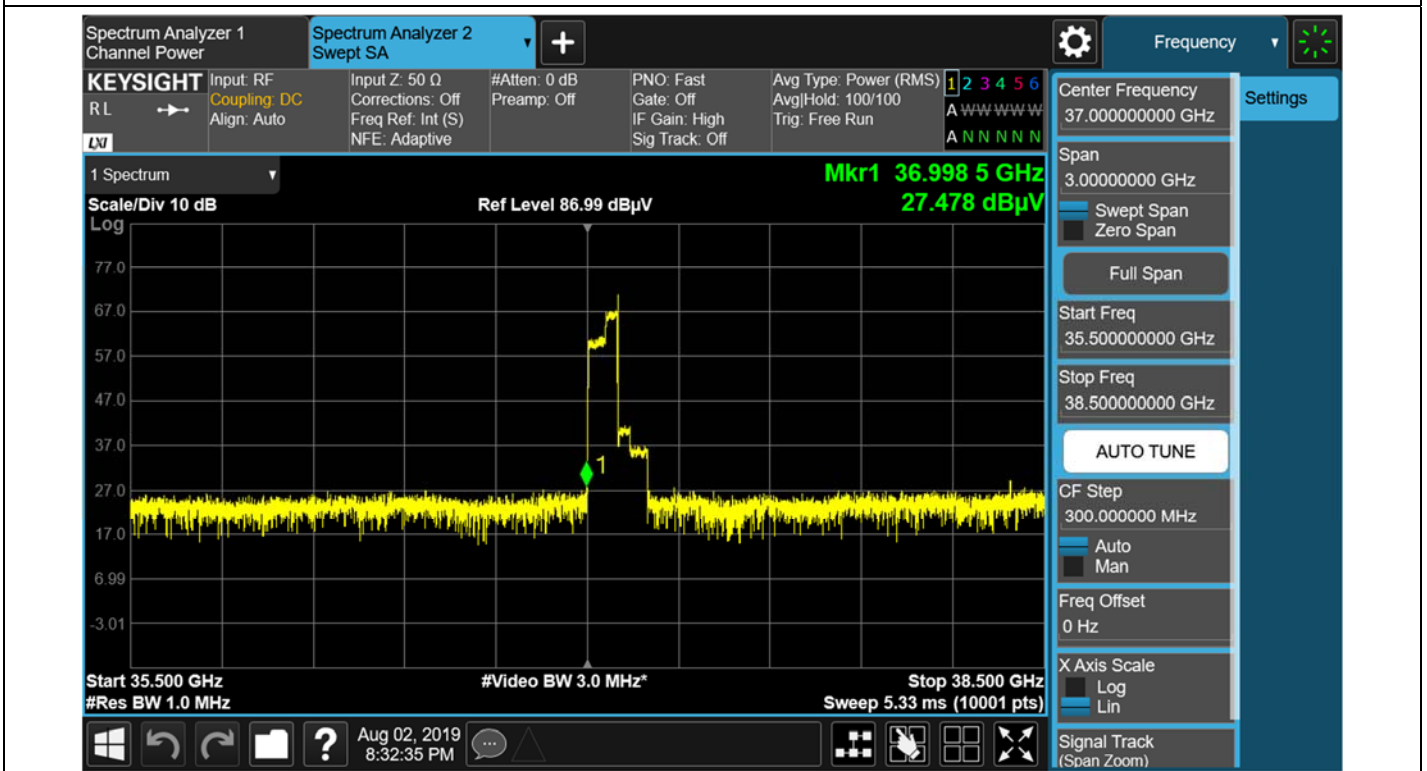 Spectrum Analyzer 1
Channel Power
Spectrum Analyzer 2
Swept SA
Frequency
KEYSIGHT
R L
LXI
Input: RF
Coupling: DC
Align: Auto
Input Z: 50 Ω
Corrections: Off
Freq Ref: Int (S)
NFE: Adaptive
#Atten: 0 dB
Preamp: Off
PNO: Fast
Gate: Off
IF Gain: High
Sig Track: Off
Avg Type: Power (RMS)
Avg|Hold: 100/100
Trig: Free Run
1 2 3 4 5 6
A W W W W W
A N N N N N
1 Spectrum
Mkr1 36.998 5 GHz
27.478 dBµV
Scale/Div 10 dB
Ref Level 86.99 dBµV
Log
77.0
67.0
57.0
47.0
37.0
27.0
17.0
6.99
-3.01
1
Start 35.500 GHz
#Res BW 1.0 MHz
#Video BW 3.0 MHz*
Stop 38.500 GHz
Sweep 5.33 ms (10001 pts)
Aug 02, 2019
8:32:35 PM
Center Frequency
37.000000000 GHz
Span
3.00000000 GHz
Swept Span
Zero Span
Full Span
Start Freq
35.500000000 GHz
Stop Freq
38.500000000 GHz
AUTO TUNE
CF Step
300.000000 MHz
Auto
Man
Freq Offset
0 Hz
X Axis Scale
Log
Lin
Signal Track
(Span Zoom)
Settings